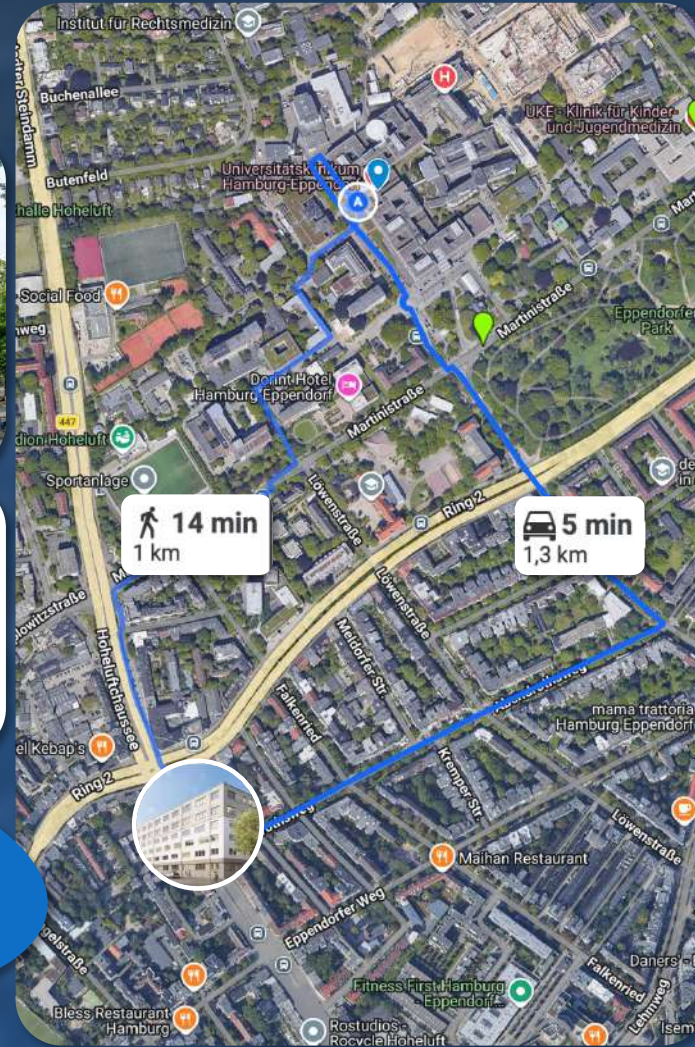 Institut für Rechtsmedizin
Buchenallee
H
UKE - Klinik für Kinder-
und Jugendmedizin
Butenfeld
Hamburg-Eppendorf
A
Social Food
Martinistraße
Eppendorfer
Park
Dorint Hotel
Hamburg Eppendorf
447
Martinistraße
Sportanlage
Löwenstraße
Ring 2
14 min
1 km
5 min
1,3 km
Löwenstraße
Hoheluftchaussee
Meldorfer Str.
Falkenried
mama trattoria
Hamburg Eppendorf
Kremper Str.
Ring 2
Löwenstraße
Maihan Restaurant
Eppendorfer Weg
Falkenried
Fitness First Hamburg
- Eppendorf...
Lehmweg
Bless Restaurant
Hamburg
Rostudios -
Rocycle Hoheluft